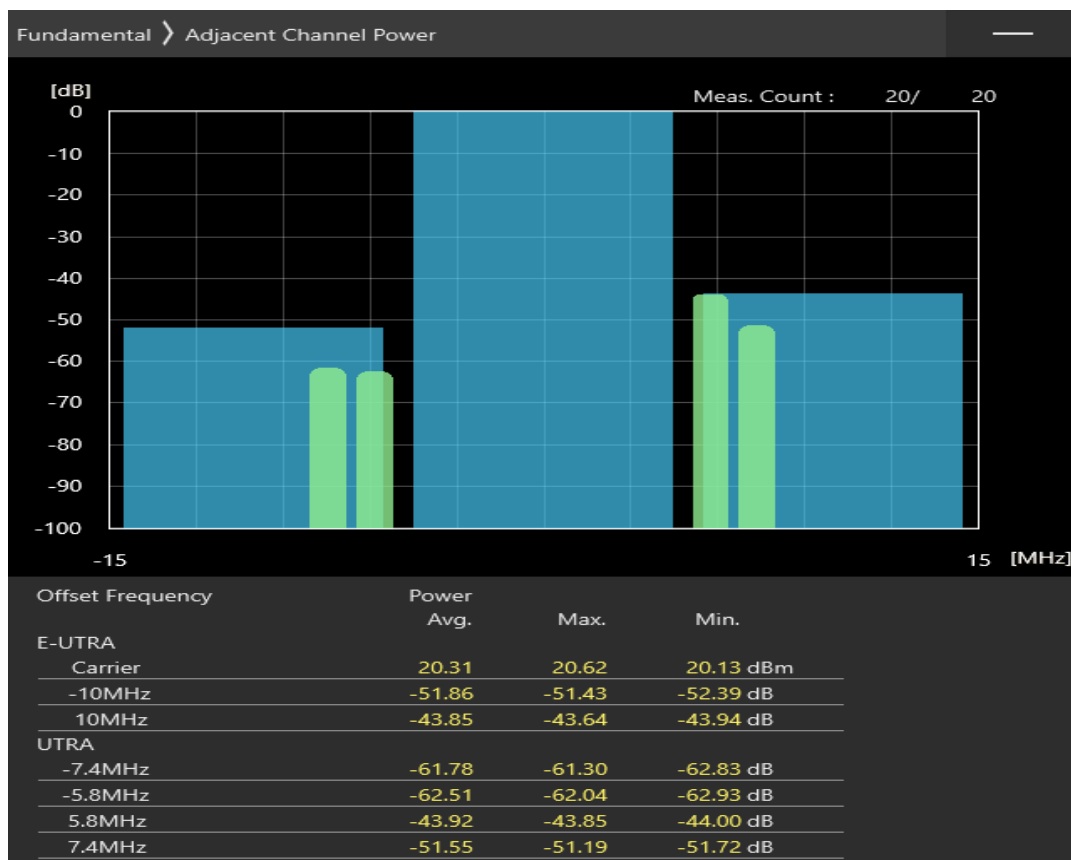 Fundamental ❯ Adjacent Channel Power
[dB]
Meas. Count : 20/ 20
0
-10
-20
-30
-40
-50
-60
-70
-80
-90
-100
-15 15 [MHz]
Offset Frequency Power
Avg. Max. Min.
E-UTRA
Carrier 20.31 20.62 20.13 dBm
-10MHz -51.86 -51.43 -52.39 dB
10MHz -43.85 -43.64 -43.94 dB
UTRA
-7.4MHz -61.78 -61.30 -62.83 dB
-5.8MHz -62.51 -62.04 -62.93 dB
5.8MHz -43.92 -43.85 -44.00 dB
7.4MHz -51.55 -51.19 -51.72 dB